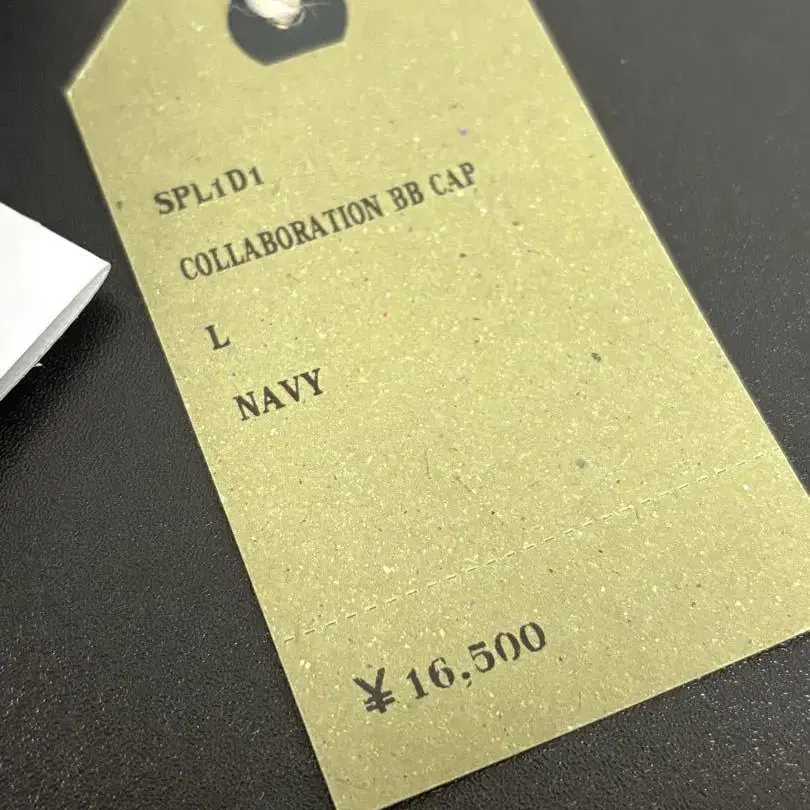 SPL1D1
COLLABORATION BB CAP
L
NAVY
¥16,500